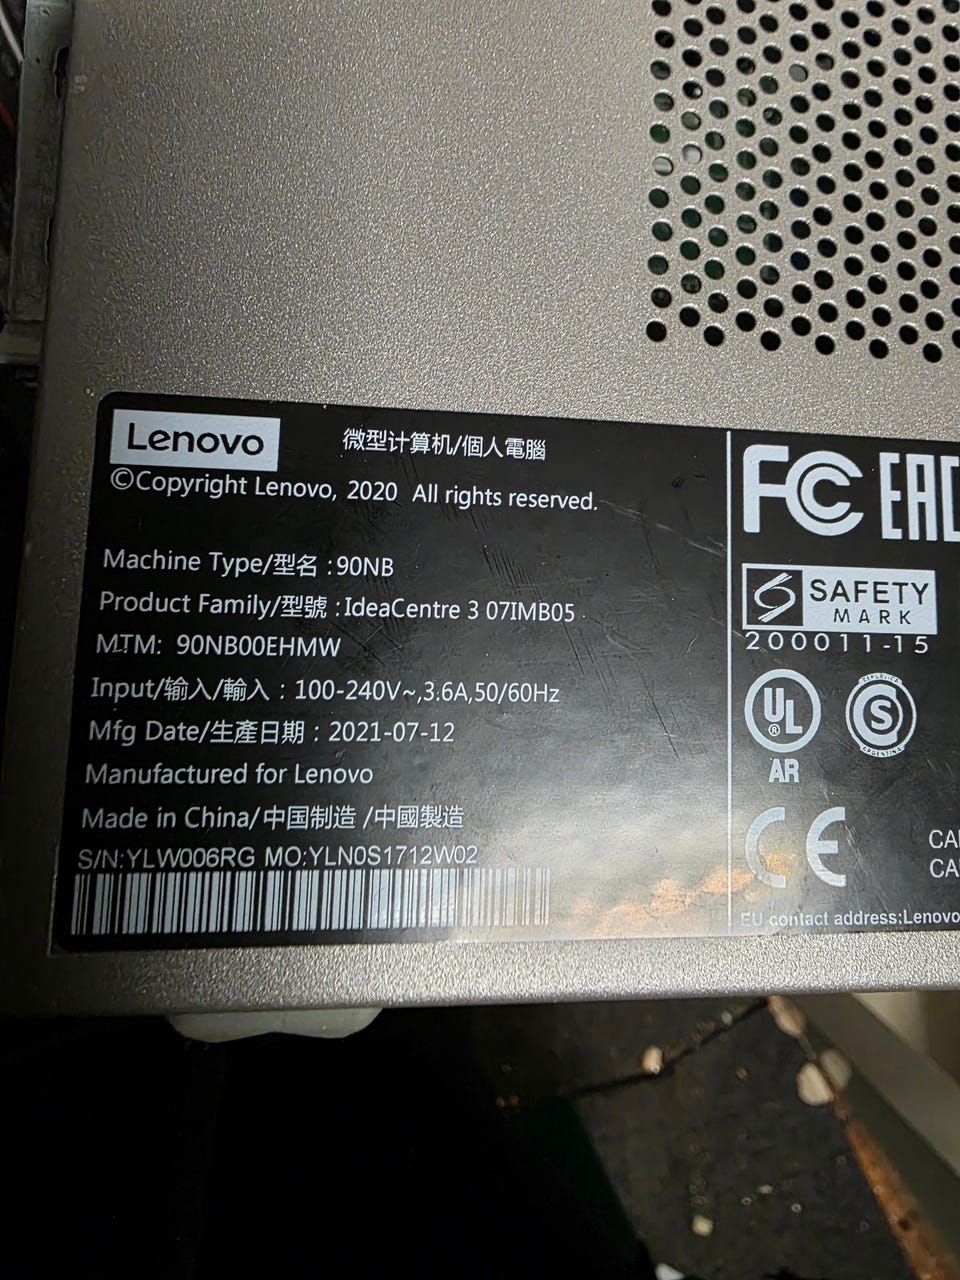 Lenovo 微型计算机/個人電腦
©Copyright Lenovo, 2020 All rights reserved.
Machine Type/型名 :90NB
Product Family/型號 :IdeaCentre 3 07IMB05
MTM: 90NB00EHMW
Input/输入/輸入 : 100-240V~,3.6A,50/60Hz
Mfg Date/生產日期 : 2021-07-12
Manufactured for Lenovo
Made in China/中国制造 /中國製造
S/N:YLW006RG MO:YLN0S1712W02
FC EAC
SAFETY
MARK
200011-15
UL ®
AR
S
ARGENTINA
CE
EU contact address:Lenovo